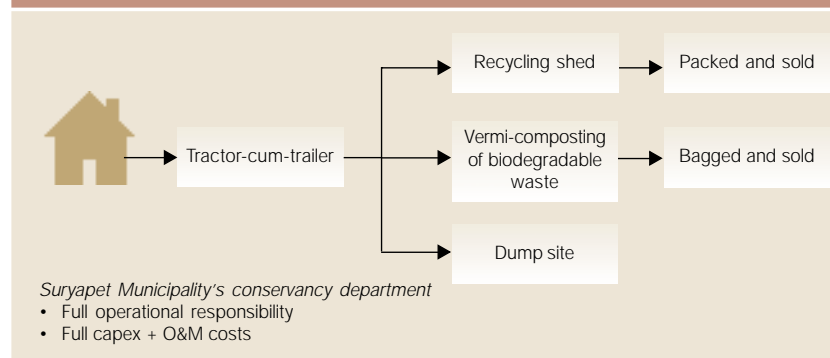 Recycling shed
Packed and sold
Tractor-cum-trailer
Vermi-composting
of biodegradable
waste
Bagged and sold
Dump site
Suryapet Municipality's conservancy department
• Full operational responsibility
• Full capex + O&M costs